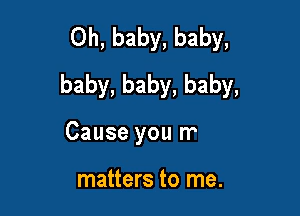 Oh, baby, baby,
baby, baby, baby,
Cause you
matters to me.